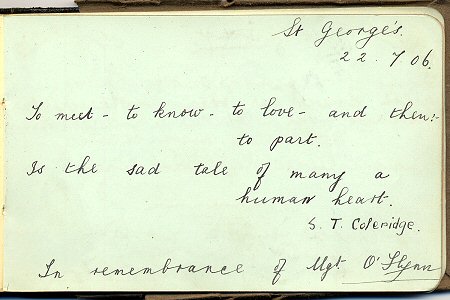 St George's.
22. 7 06.
To meet - to know - to love - and then:-
to part.
Is the sad tale of many a
human heart.
S. T. Coleridge.
In remembrance of Mgt. O'Flynn